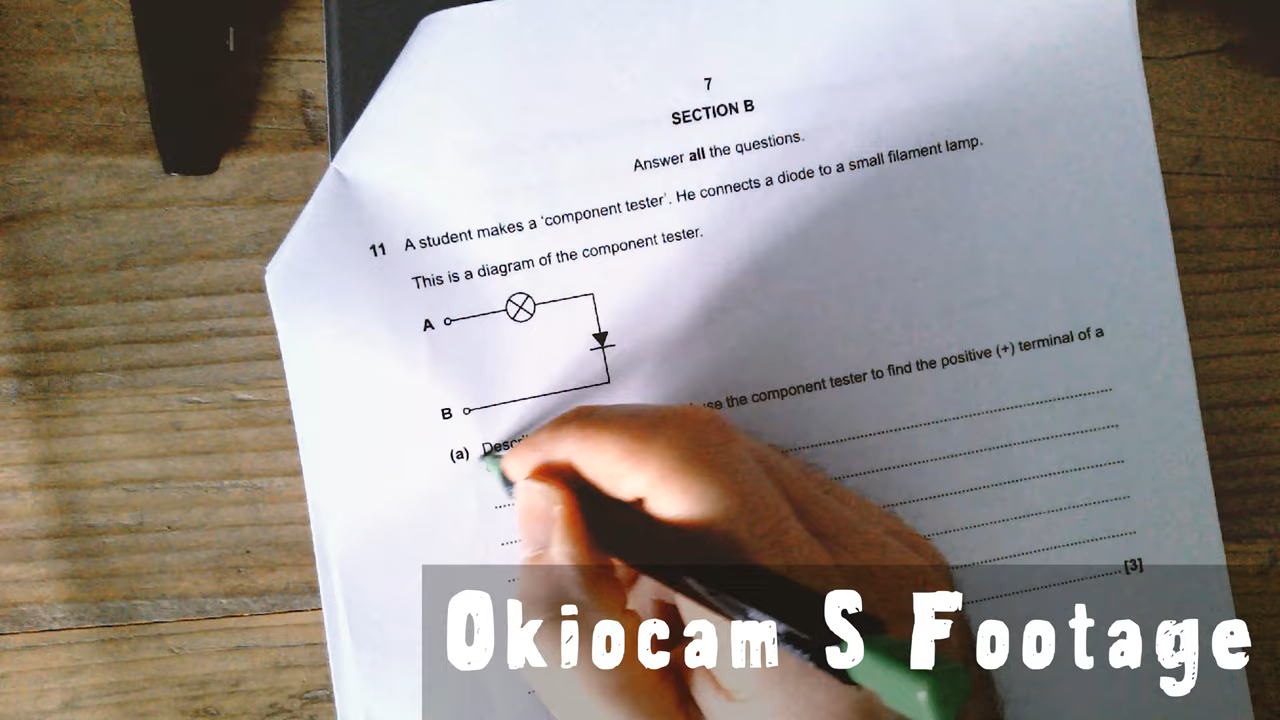 7
SECTION B
Answer all the questions.
11 A student makes a ‘component tester’. He connects a diode to a small filament lamp.
This is a diagram of the component tester.
A
B
(a) use the component tester to find the positive (+) terminal of a
[3]
Okiocam S Footage